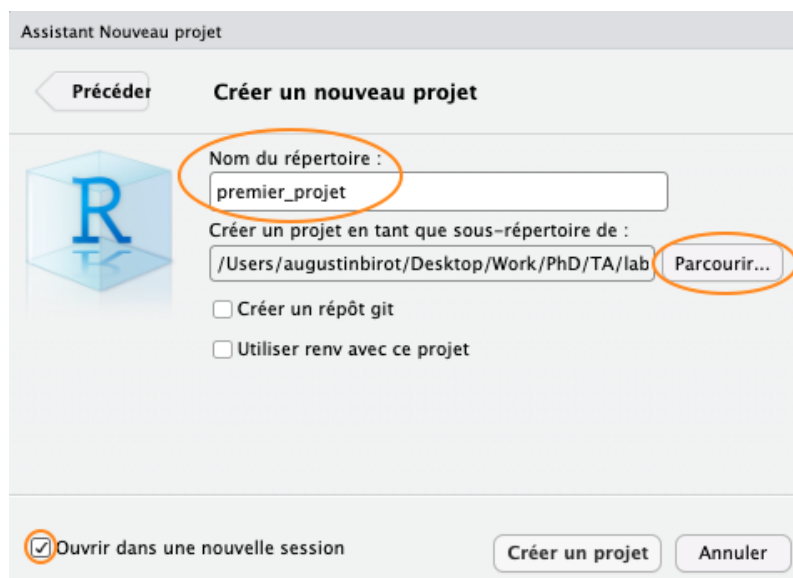 Assistant Nouveau projet
Précéder
Créer un nouveau projet
R
Nom du répertoire :
premier_projet
Créer un projet en tant que sous-répertoire de :
/Users/augustinbirot/Desktop/Work/PhD/TA/lab
Parcourir...
Créer un répôt git
Utiliser renv avec ce projet
Ouvrir dans une nouvelle session
Créer un projet
Annuler